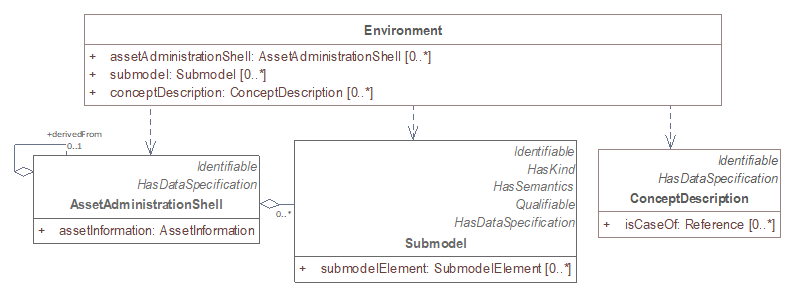 Environment
+ assetAdministrationShell: AssetAdministrationShell [0..*]
+ submodel: Submodel [0..*]
+ conceptDescription: ConceptDescription [0..*]
+derivedFrom
0..1
Identifiable
HasDataSpecification
AssetAdministrationShell
+ assetInformation: AssetInformation
0..*
Identifiable
HasKind
HasSemantics
Qualifiable
HasDataSpecification
Submodel
+ submodelElement: SubmodelElement [0..*]
Identifiable
HasDataSpecification
ConceptDescription
+ isCaseOf: Reference [0..*]